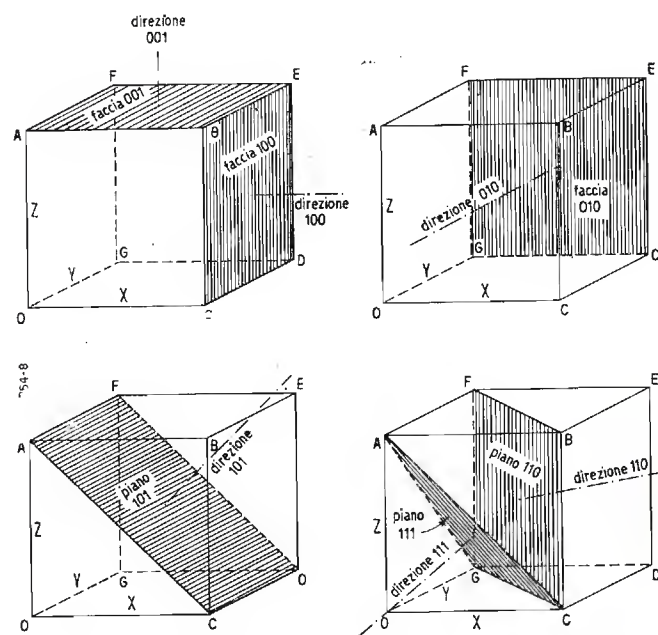 direzione
001
F
E
A
faccia 001
B
faccia 100
Z
direzione
100
G
D
Y
O
X
F
E
A
B
direzione 010
faccia
010
Z
G
Y
O
X
C
F
E
A
B
direzione
101
piano
101
Z
G
Y
O
X
C
F
E
A
B
piano 110
direzione 110
Z
piano
111
direzione 111
G
D
Y
O
X
C